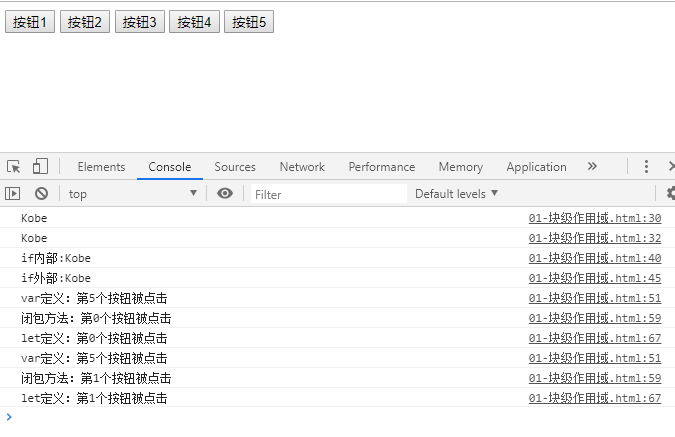 按钮1 按钮2 按钮3 按钮4 按钮5
Elements Console Sources Network Performance Memory Application »
top Filter Default levels
Kobe 01-块级作用域.html:30
Kobe 01-块级作用域.html:32
if内部:Kobe 01-块级作用域.html:40
if外部:Kobe 01-块级作用域.html:45
var定义：第5个按钮被点击 01-块级作用域.html:51
闭包方法：第0个按钮被点击 01-块级作用域.html:59
let定义：第0个按钮被点击 01-块级作用域.html:67
var定义：第5个按钮被点击 01-块级作用域.html:51
闭包方法：第1个按钮被点击 01-块级作用域.html:59
let定义：第1个按钮被点击 01-块级作用域.html:67